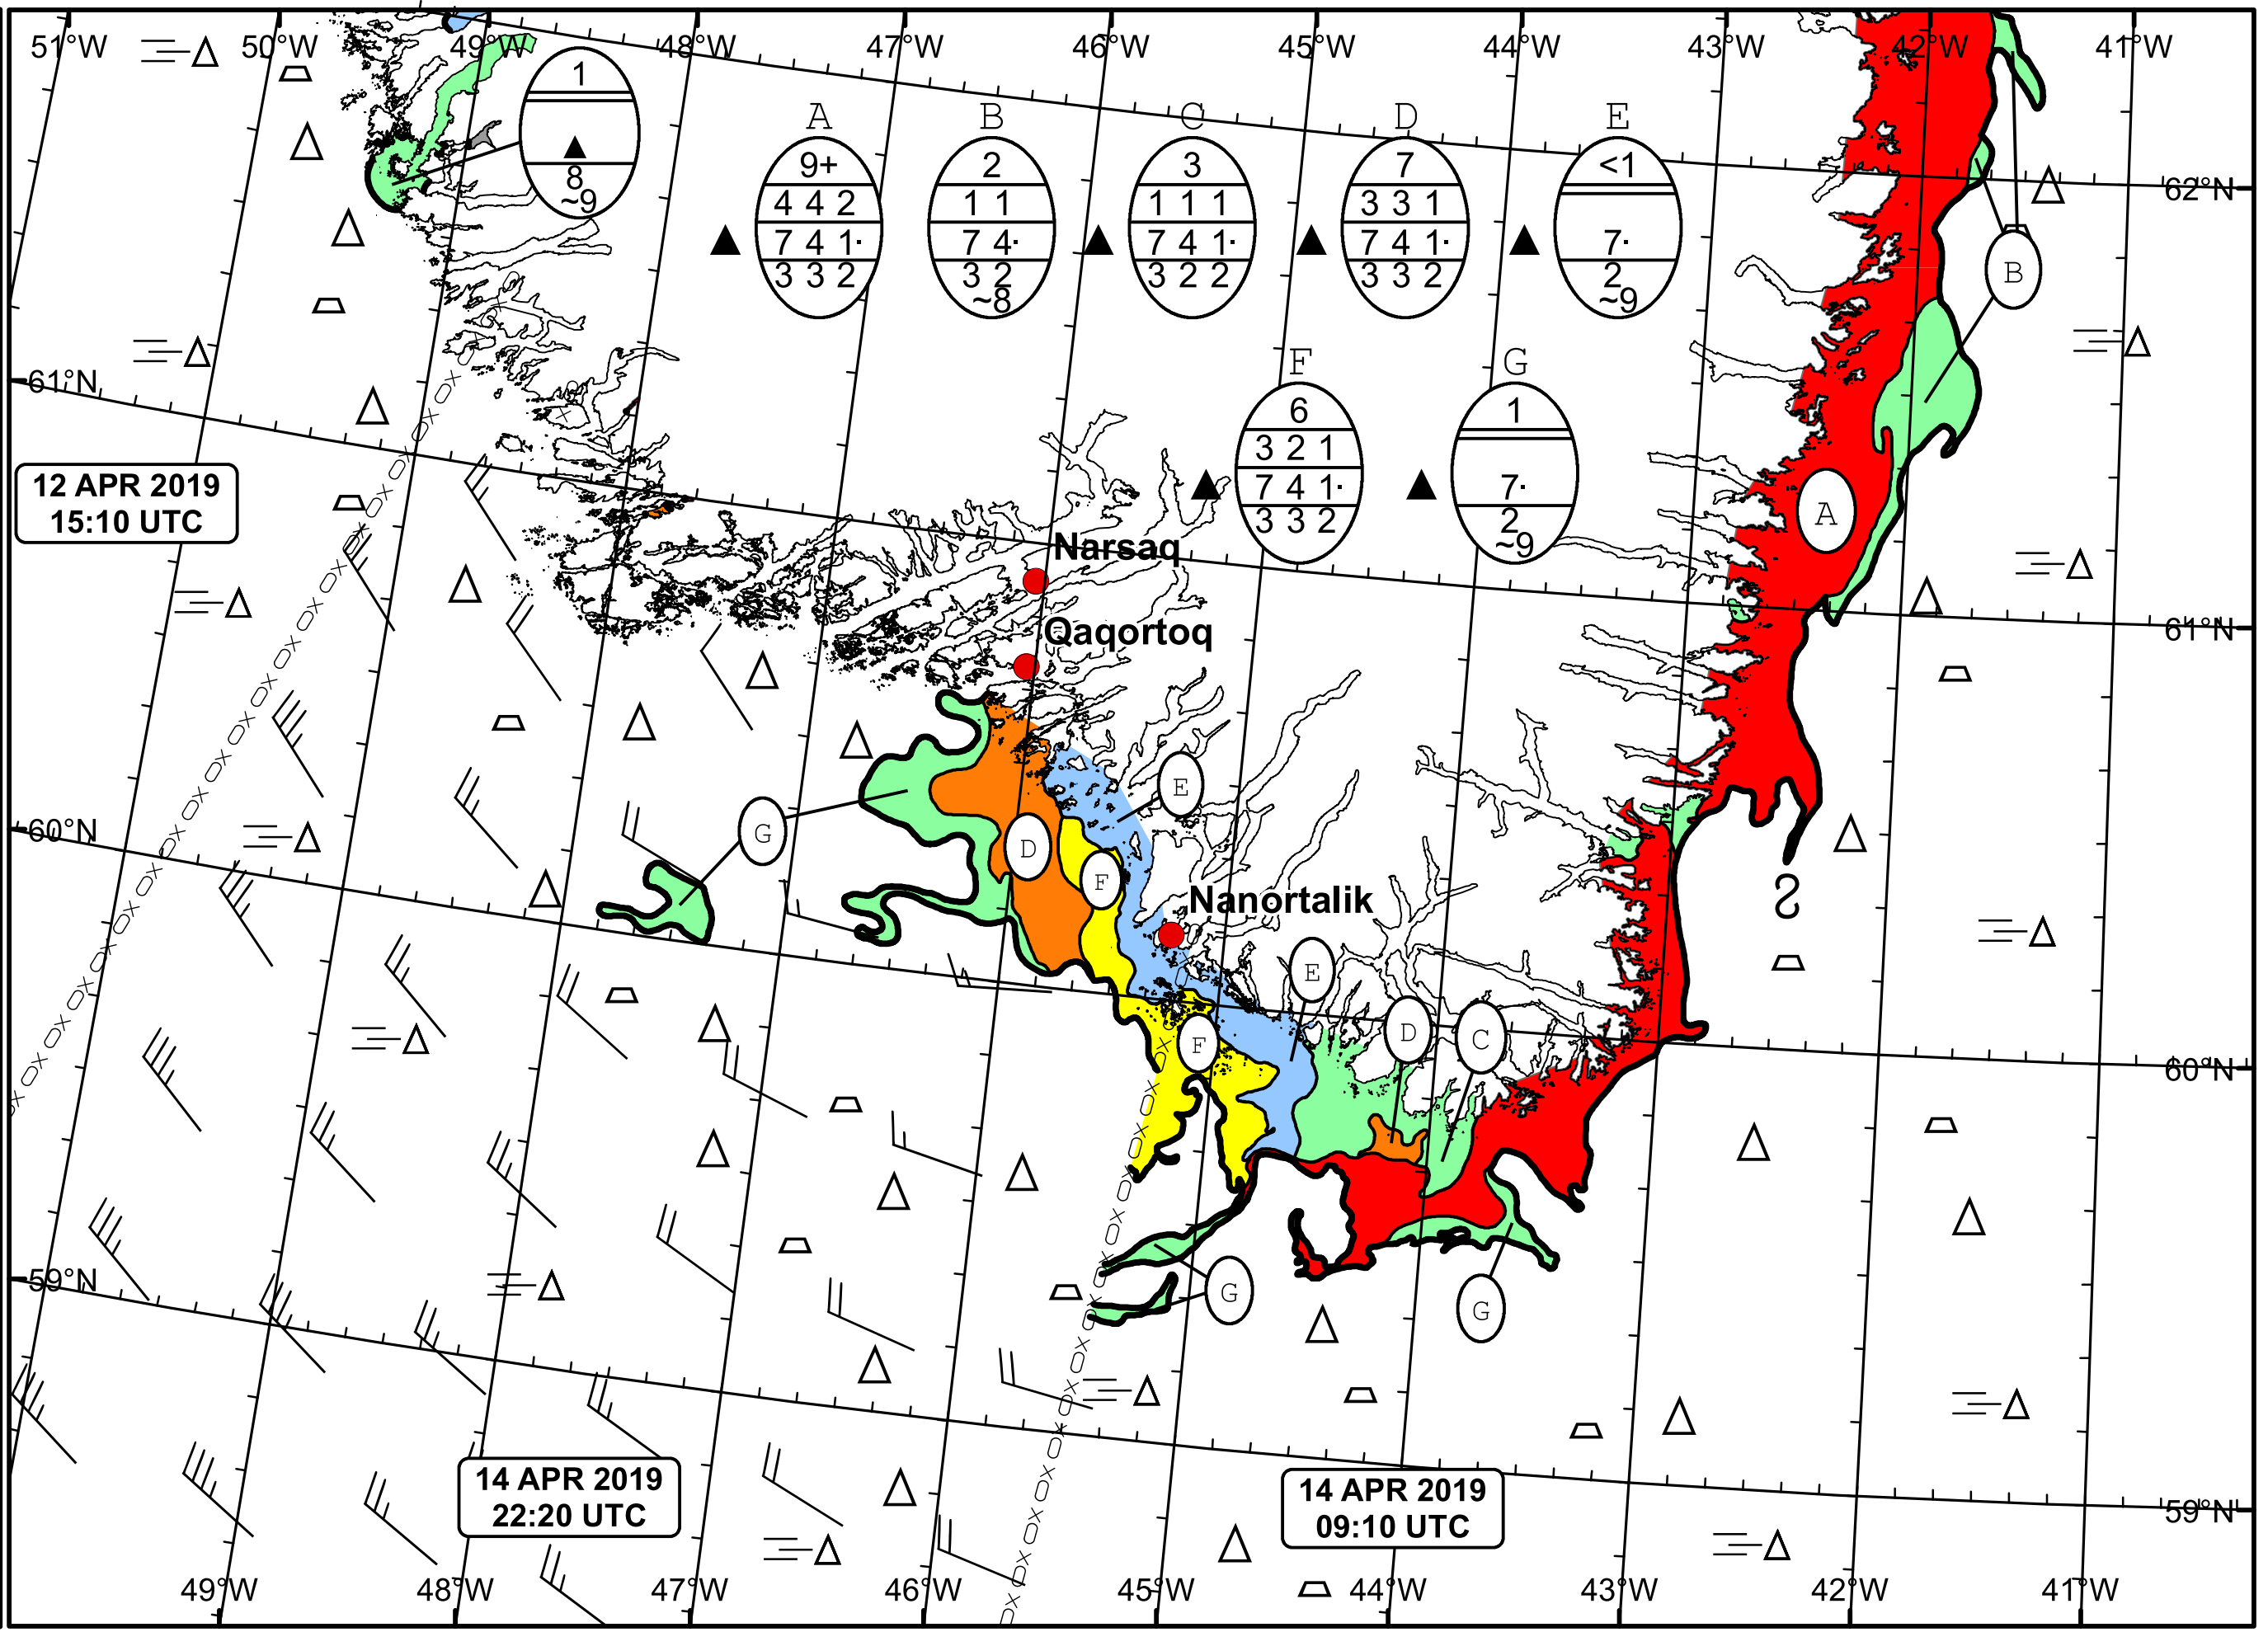 51°W 50°W 49°W 48°W 47°W 46°W 45°W 44°W 43°W 42°W 41°W
1
8
~9
A
9+
4 4 2
7 4 1·
3 3 2
B
2
1 1
7 4·
3 2
~8
C
3
1 1 1
7 4 1·
3 2 2
D
7
3 3 1
7 4 1·
3 3 2
E
<1
7·
2
~9
62°N
B
F
6
3 2 1
7 4 1·
3 3 2
G
1
7·
2
~9
61°N
12 APR 2019
15:10 UTC
A
Narsaq
Qaqortoq
61°N
E
G
60°N
D
F
Nanortalik
E
D
C
F
60°N
59°N
G
G
14 APR 2019
22:20 UTC
14 APR 2019
09:10 UTC
59°N
49°W 48°W 47°W 46°W 45°W 44°W 43°W 42°W 41°W